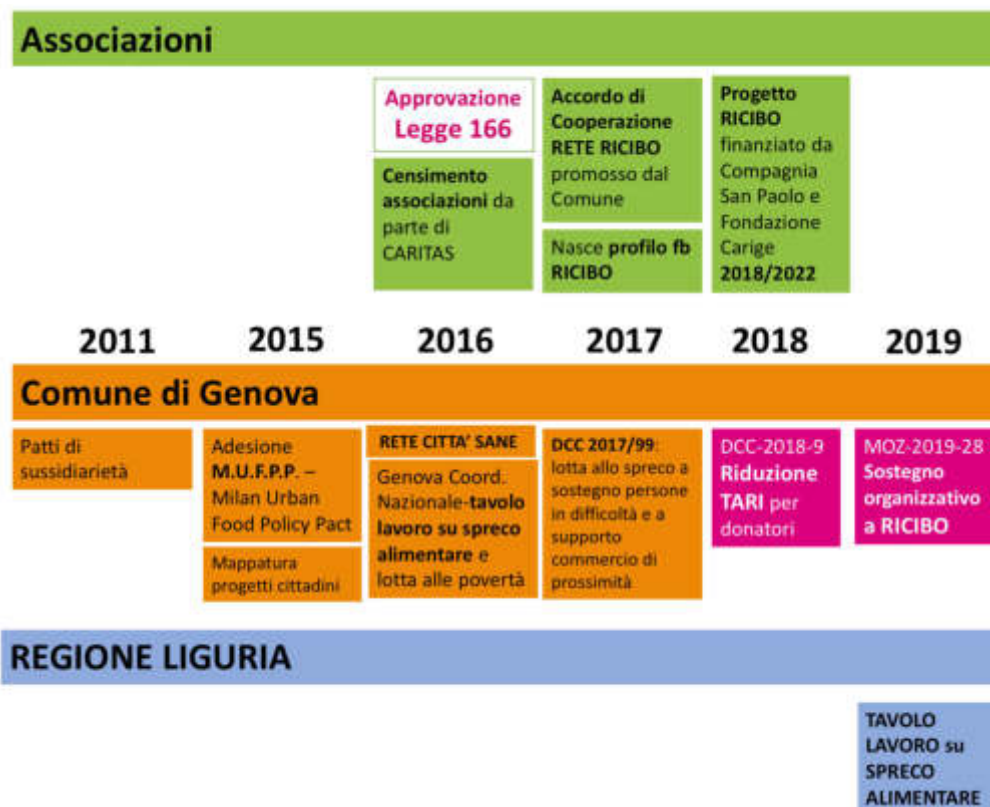 Associazioni
Approvazione
Legge 166
Censimento
associazioni da
parte di
CARITAS
Accordo di
Cooperazione
RETE RICIBO
promosso dal
Comune
Nasce profilo fb
RICIBO
Progetto
RICIBO
finanziato da
Compagnia
San Paolo e
Fondazione
Carige
2018/2022
2011 2015 2016 2017 2018 2019
Comune di Genova
Patti di
sussidiarietà
Adesione
M.U.F.P.P. –
Milan Urban
Food Policy Pact
Mappatura
progetti cittadini
RETE CITTA' SANE
Genova Coord.
Nazionale-tavolo
lavoro su spreco
alimentare e
lotta alle povertà
DCC 2017/99:
lotta allo spreco a
sostegno persone
in difficoltà e a
supporto
commercio di
prossimità
DCC-2018-9
Riduzione
TARI per
donatori
MOZ-2019-28
Sostegno
organizzativo
a RICIBO
REGIONE LIGURIA
TAVOLO
LAVORO su
SPRECO
ALIMENTARE